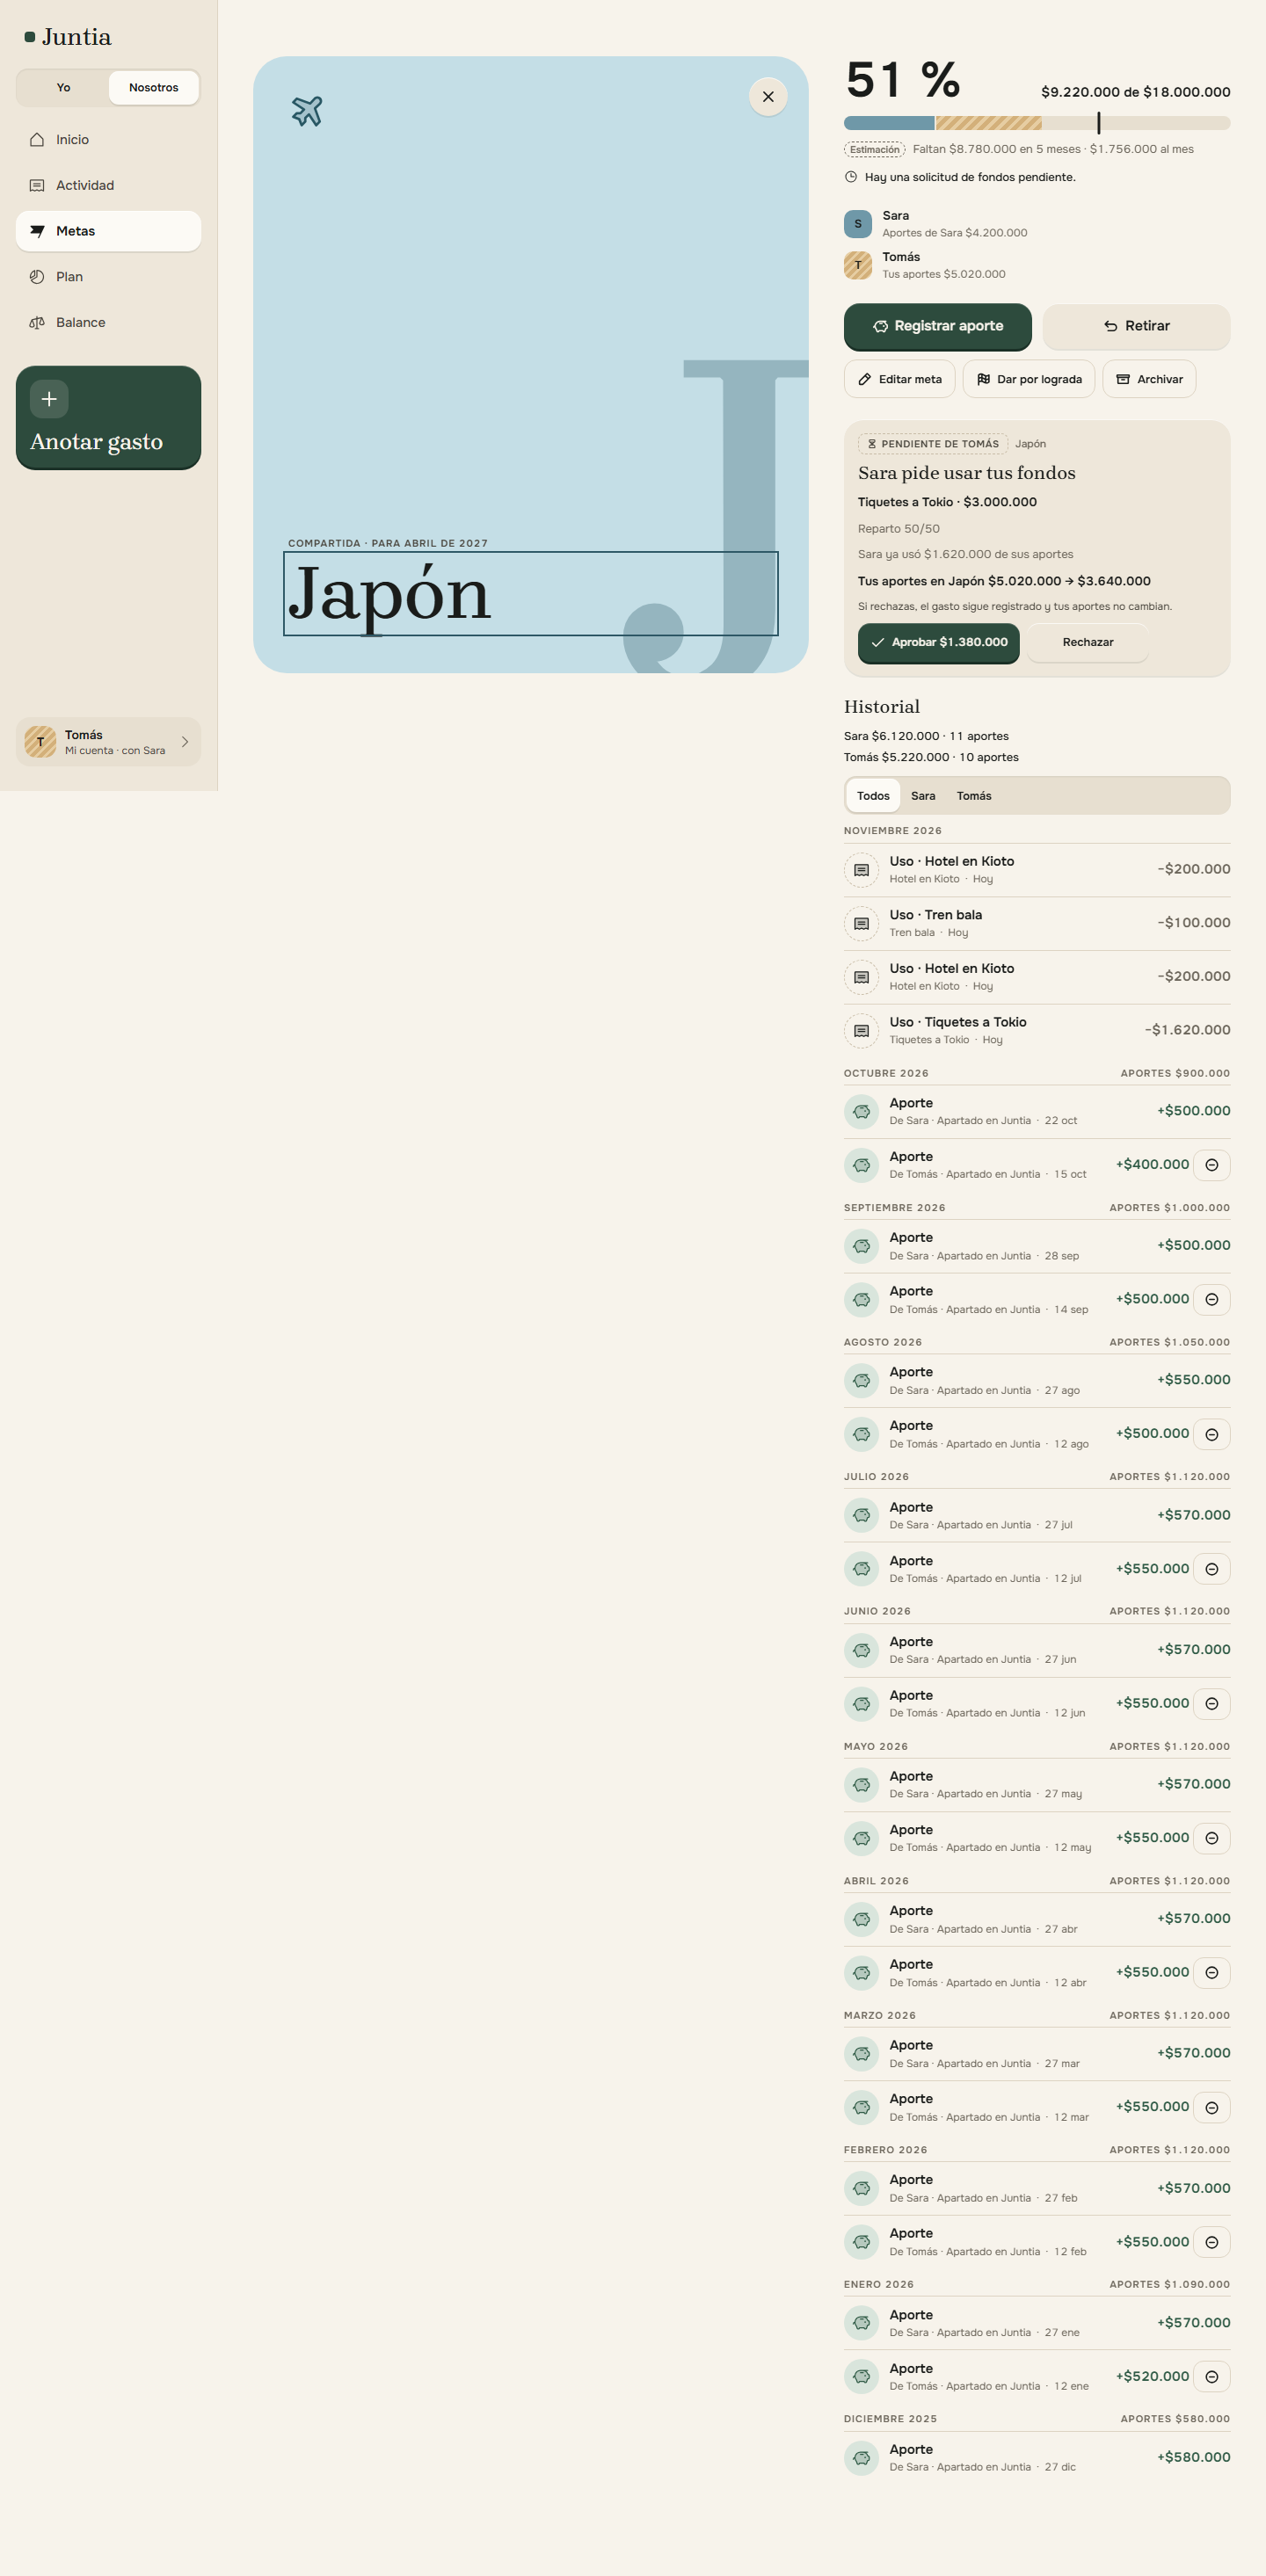 Juntia
Yo
Nosotros
Inicio
Actividad
Metas
Plan
Balance
Anotar gasto
T
Tomás
Mi cuenta · con Sara
J
COMPARTIDA · PARA ABRIL DE 2027
Japón
51 %
$9.220.000 de $18.000.000
Estimación Faltan $8.780.000 en 5 meses · $1.756.000 al mes
Hay una solicitud de fondos pendiente.
S
Sara
Aportes de Sara $4.200.000
T
Tomás
Tus aportes $5.020.000
Registrar aporte
Retirar
Editar meta
Dar por lograda
Archivar
PENDIENTE DE TOMÁS Japón
Sara pide usar tus fondos
Tiquetes a Tokio · $3.000.000
Reparto 50/50
Sara ya usó $1.620.000 de sus aportes
Tus aportes en Japón $5.020.000 → $3.640.000
Si rechazas, el gasto sigue registrado y tus aportes no cambian.
Aprobar $1.380.000
Rechazar
Historial
Sara $6.120.000 · 11 aportes
Tomás $5.220.000 · 10 aportes
Todos Sara Tomás
NOVIEMBRE 2026
Uso · Hotel en Kioto
Hotel en Kioto · Hoy
−$200.000
Uso · Tren bala
Tren bala · Hoy
−$100.000
Uso · Hotel en Kioto
Hotel en Kioto · Hoy
−$200.000
Uso · Tiquetes a Tokio
Tiquetes a Tokio · Hoy
−$1.620.000
OCTUBRE 2026 APORTES $900.000
Aporte
De Sara · Apartado en Juntia · 22 oct
+$500.000
Aporte
De Tomás · Apartado en Juntia · 15 oct
+$400.000
SEPTIEMBRE 2026 APORTES $1.000.000
Aporte
De Sara · Apartado en Juntia · 28 sep
+$500.000
Aporte
De Tomás · Apartado en Juntia · 14 sep
+$500.000
AGOSTO 2026 APORTES $1.050.000
Aporte
De Sara · Apartado en Juntia · 27 ago
+$550.000
Aporte
De Tomás · Apartado en Juntia · 12 ago
+$500.000
JULIO 2026 APORTES $1.120.000
Aporte
De Sara · Apartado en Juntia · 27 jul
+$570.000
Aporte
De Tomás · Apartado en Juntia · 12 jul
+$550.000
JUNIO 2026 APORTES $1.120.000
Aporte
De Sara · Apartado en Juntia · 27 jun
+$570.000
Aporte
De Tomás · Apartado en Juntia · 12 jun
+$550.000
MAYO 2026 APORTES $1.120.000
Aporte
De Sara · Apartado en Juntia · 27 may
+$570.000
Aporte
De Tomás · Apartado en Juntia · 12 may
+$550.000
ABRIL 2026 APORTES $1.120.000
Aporte
De Sara · Apartado en Juntia · 27 abr
+$570.000
Aporte
De Tomás · Apartado en Juntia · 12 abr
+$550.000
MARZO 2026 APORTES $1.120.000
Aporte
De Sara · Apartado en Juntia · 27 mar
+$570.000
Aporte
De Tomás · Apartado en Juntia · 12 mar
+$550.000
FEBRERO 2026 APORTES $1.120.000
Aporte
De Sara · Apartado en Juntia · 27 feb
+$570.000
Aporte
De Tomás · Apartado en Juntia · 12 feb
+$550.000
ENERO 2026 APORTES $1.090.000
Aporte
De Sara · Apartado en Juntia · 27 ene
+$570.000
Aporte
De Tomás · Apartado en Juntia · 12 ene
+$520.000
DICIEMBRE 2025 APORTES $580.000
Aporte
De Sara · Apartado en Juntia · 27 dic
+$580.000